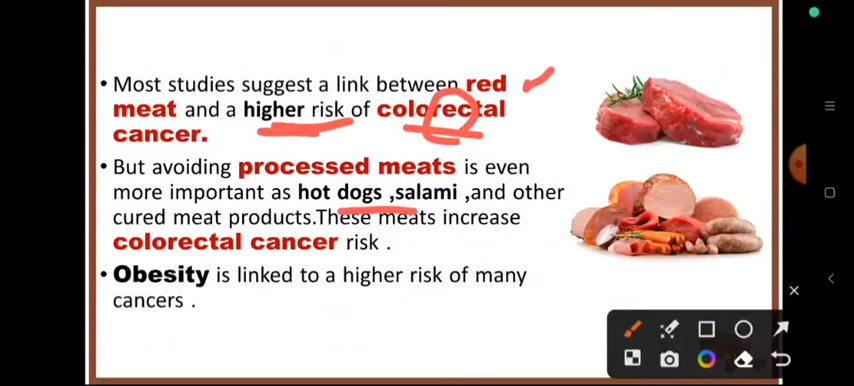 • Most studies suggest a link between red
meat and a higher risk of colorectal
cancer.
• But avoiding processed meats is even
more important as hot dogs ,salami ,and other
cured meat products.These meats increase
colorectal cancer risk .
• Obesity is linked to a higher risk of many
cancers .